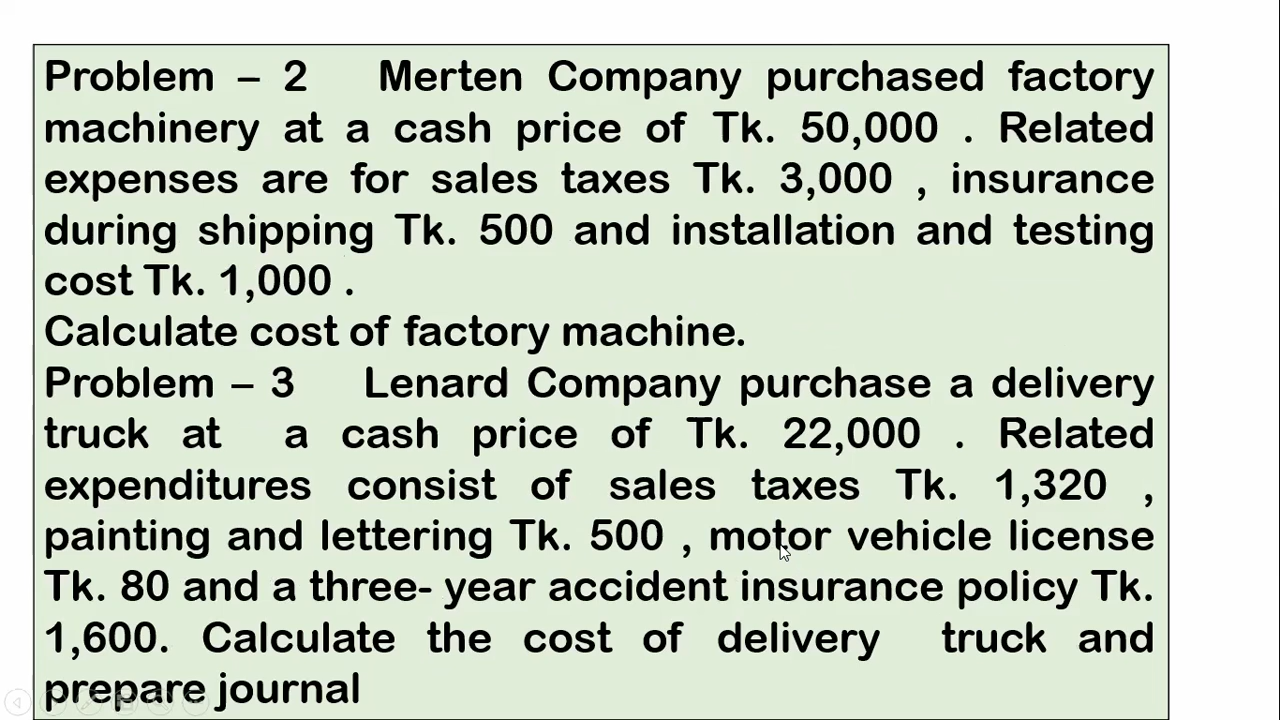 Problem – 2 Merten Company purchased factory
machinery at a cash price of Tk. 50,000 . Related
expenses are for sales taxes Tk. 3,000 , insurance
during shipping Tk. 500 and installation and testing
cost Tk. 1,000 .
Calculate cost of factory machine.
Problem – 3 Lenard Company purchase a delivery
truck at a cash price of Tk. 22,000 . Related
expenditures consist of sales taxes Tk. 1,320 ,
painting and lettering Tk. 500 , motor vehicle license
Tk. 80 and a three- year accident insurance policy Tk.
1,600. Calculate the cost of delivery truck and
prepare journal